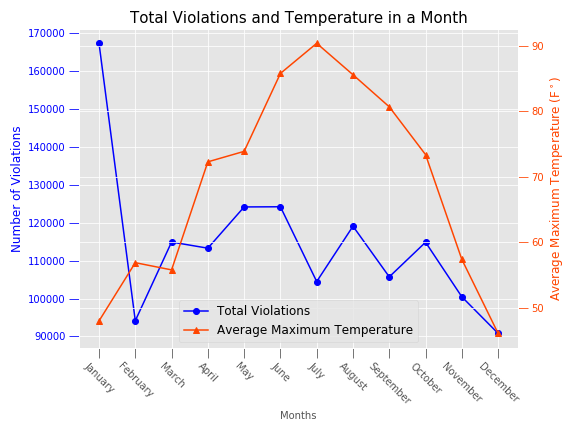 Total Violations and Temperature in a Month
170000
160000
150000
140000
130000
120000
110000
100000
90000
Number of Violations
90
80
70
60
50
Average Maximum Temperature (F°)
Total Violations
Average Maximum Temperature
January
February
March
April
May
June
July
August
September
October
November
December
Months